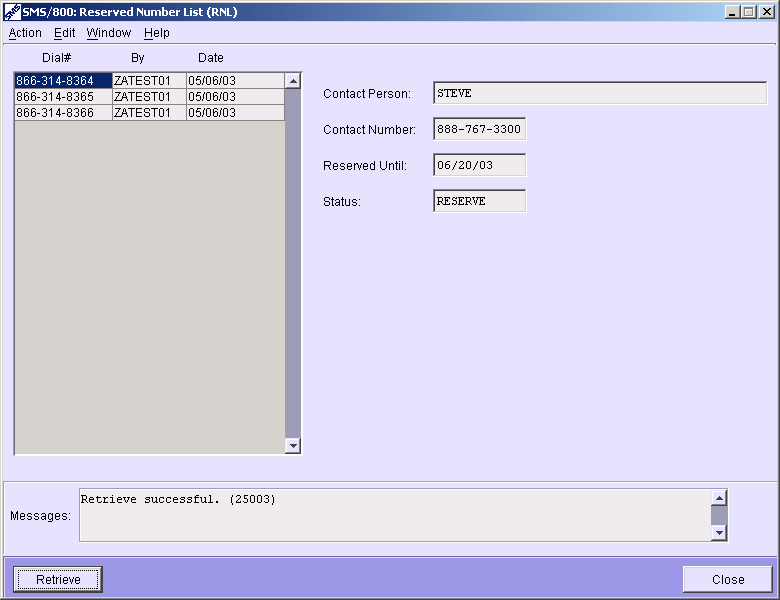 SMS SMS/800: Reserved Number List (RNL)
Action Edit Window Help
Dial# By Date
866-314-8364 ZATEST01 05/06/03
866-314-8365 ZATEST01 05/06/03
866-314-8366 ZATEST01 05/06/03
Contact Person: STEVE
Contact Number: 888-767-3300
Reserved Until: 06/20/03
Status: RESERVE
Messages: Retrieve successful. (25003)
Retrieve Close